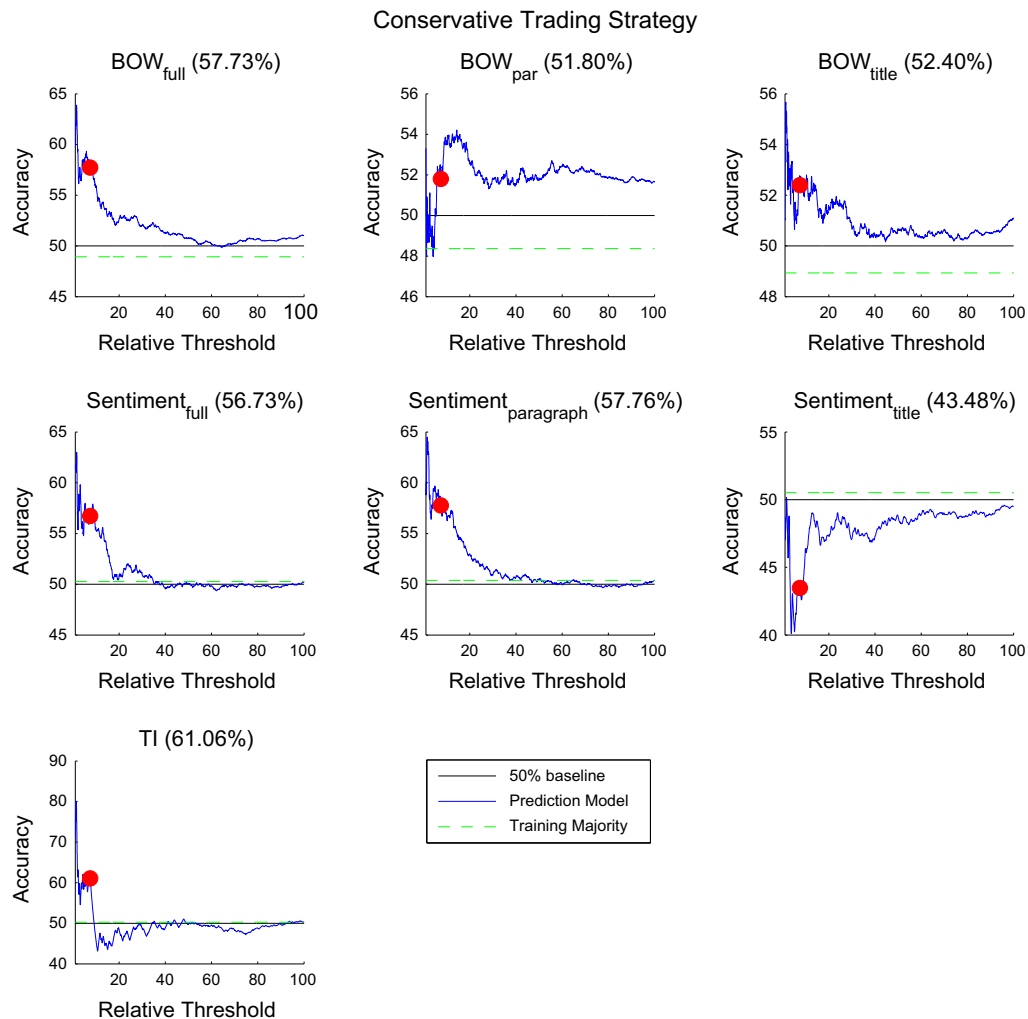 Conservative Trading Strategy
BOW_full (57.73%)
65
60
55
50
45
20
40
60
80
100
Accuracy
Relative Threshold
BOW_par (51.80%)
56
54
52
50
48
46
20
40
60
80
100
Accuracy
Relative Threshold
BOW_title (52.40%)
56
54
52
50
48
20
40
60
80
100
Accuracy
Relative Threshold
Sentiment_full (56.73%)
65
60
55
50
45
20
40
60
80
100
Accuracy
Relative Threshold
Sentiment_paragraph (57.76%)
65
60
55
50
45
20
40
60
80
100
Accuracy
Relative Threshold
Sentiment_title (43.48%)
55
50
45
40
20
40
60
80
100
Accuracy
Relative Threshold
TI (61.06%)
90
80
70
60
50
40
20
40
60
80
100
Accuracy
Relative Threshold
50% baseline
Prediction Model
Training Majority